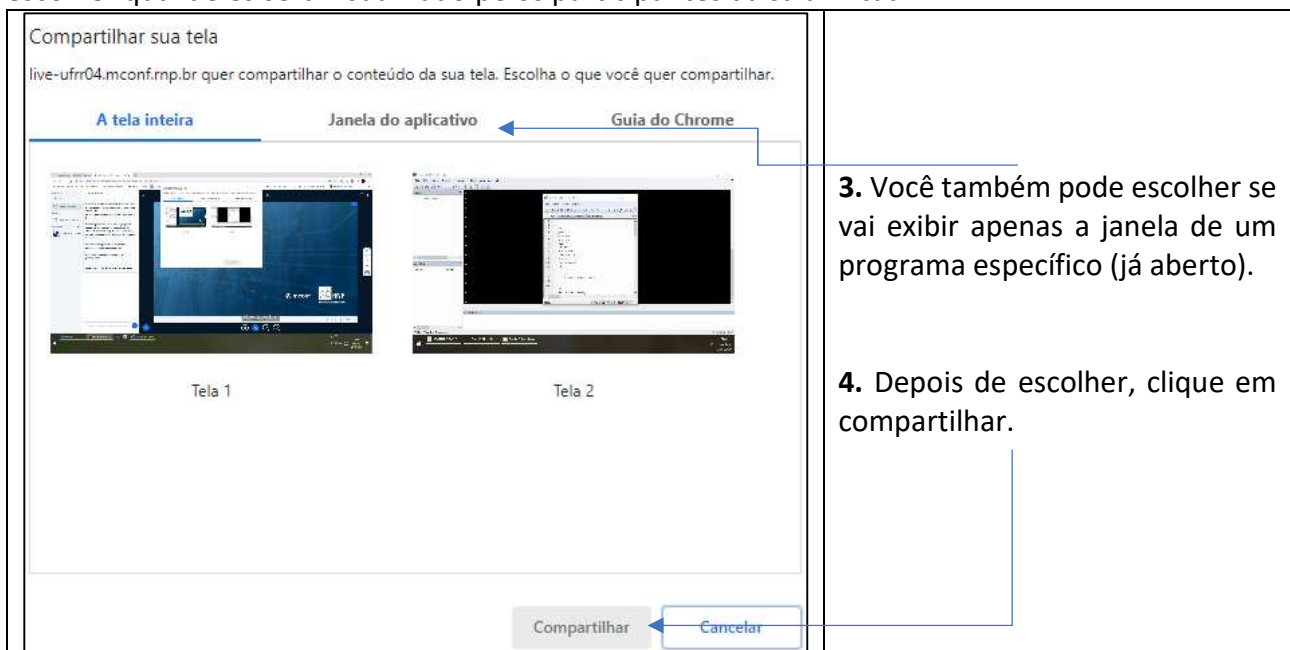 Compartilhar sua tela
live-ufrr04.mconf.rnp.br quer compartilhar o conteúdo da sua tela. Escolha o que você quer compartilhar.
A tela inteira
Janela do aplicativo
Guia do Chrome
Tela 1
Tela 2
Compartilhar
Cancelar
3. Você também pode escolher se
vai exibir apenas a janela de um
programa específico (já aberto).
4. Depois de escolher, clique em
compartilhar.